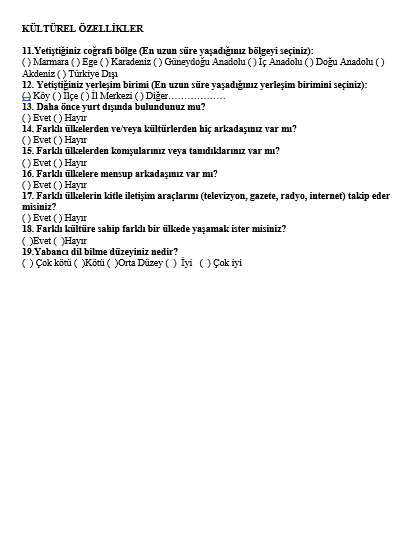 KÜLTÜREL ÖZELLİKLER
11.Yetiştiğiniz coğrafi bölge (En uzun süre yaşadığınız bölgeyi seçiniz):
( ) Marmara ( ) Ege ( ) Karadeniz ( ) Güneydoğu Anadolu ( ) İç Anadolu ( ) Doğu Anadolu ( )
Akdeniz ( ) Türkiye Dışı
12. Yetiştiğiniz yerleşim birimi (En uzun süre yaşadığınız yerleşim birimini seçiniz):
( ) Köy ( ) İlçe ( ) İl Merkezi ( ) Diğer………………
13. Daha önce yurt dışında bulundunuz mu?
( ) Evet ( ) Hayır
14. Farklı ülkelerden ve/veya kültürlerden hiç arkadaşınız var mı?
( ) Evet ( ) Hayır
15. Farklı ülkelerden komşularınız veya tanıdıklarınız var mı?
( ) Evet ( ) Hayır
16. Farklı ülkelere mensup arkadaşınız var mı?
( ) Evet ( ) Hayır
17. Farklı ülkelerin kitle iletişim araçlarını (televizyon, gazete, radyo, internet) takip eder
misiniz?
( ) Evet ( ) Hayır
18. Farklı kültüre sahip farklı bir ülkede yaşamak ister misiniz?
( )Evet ( )Hayır
19.Yabancı dil bilme düzeyiniz nedir?
( ) Çok kötü ( )Kötü ( )Orta Düzey ( ) İyi ( ) Çok iyi